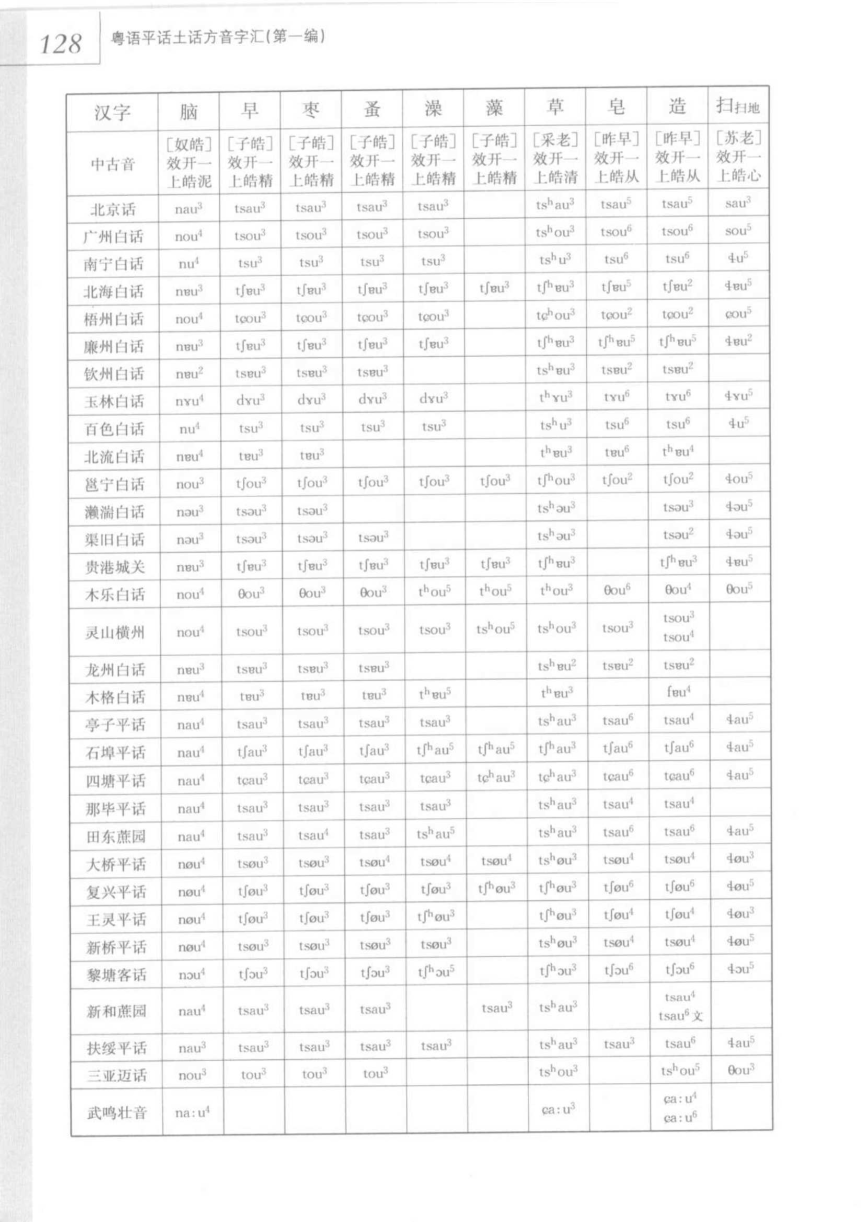 128 粤语平话土话方音字汇(第一编)
汉字 脑 早 枣 蚤 澡 藻 草 皂 造 扫扫地
中古音 [奴皓]效开一上皓泥 [子皓]效开一上皓精 [子皓]效开一上皓精 [子皓]效开一上皓精 [子皓]效开一上皓精 [子皓]效开一上皓精 [采老]效开一上皓清 [昨早]效开一上皓从 [昨早]效开一上皓从 [苏老]效开一上皓心
北京话 nau³ tsau³ tsau³ tsau³ tsau³ tsʰau³ tsau⁵ tsau⁵ sau³
广州白话 nou⁴ tsou³ tsou³ tsou³ tsou³ tsʰou³ tsou⁶ tsou⁶ sou⁵
南宁白话 nu⁴ tsu³ tsu³ tsu³ tsu³ tsʰu³ tsu⁶ tsu⁶ ɬu⁵
北海白话 nɐu³ tʃɐu³ tʃɐu³ tʃɐu³ tʃɐu³ tʃɐu³ tʃʰɐu³ tʃɐu⁵ tʃɐu² ɬɐu⁵
梧州白话 nou⁴ tɕou³ tɕou³ tɕou³ tɕou³ tɕʰou³ tɕou² tɕou² ɕou⁵
廉州白话 nɐu³ tʃɐu³ tʃɐu³ tʃɐu³ tʃɐu³ tʃʰɐu³ tʃʰɐu⁵ tʃʰɐu⁵ ɬɐu²
钦州白话 nɐu² tsɐu³ tsɐu³ tsɐu³ tsʰɐu³ tsɐu² tsɐu²
玉林白话 nɤu⁴ dɤu³ dɤu³ dɤu³ dɤu³ tʰɤu³ tɤu⁶ tɤu⁶ ɬɤu⁵
百色白话 nu⁴ tsu³ tsu³ tsu³ tsu³ tsʰu³ tsu⁶ tsu⁶ ɬu⁵
北流白话 nɐu⁴ tɐu³ tɐu³ tʰɐu³ tɐu⁶ tʰɐu⁴
邕宁白话 nou³ tʃou³ tʃou³ tʃou³ tʃou³ tʃou³ tʃʰou³ tʃou² tʃou² ɬou⁵
濑湍白话 nəu³ tsəu³ tsəu³ tsʰəu³ tsəu³ ɬəu⁵
渠旧白话 nəu³ tsəu³ tsəu³ tsəu³ tsʰəu³ tsəu² ɬəu⁵
贵港城关 nɐu³ tʃɐu³ tʃɐu³ tʃɐu³ tʃɐu³ tʃɐu³ tʃʰɐu³ tʃʰɐu³ ɬɐu⁵
木乐白话 nou⁴ θou³ θou³ θou³ tʰou⁵ tʰou⁵ tʰou³ θou⁶ θou⁴ θou⁵
灵山横州 nou⁴ tsou³ tsou³ tsou³ tsou³ tsʰou⁵ tsʰou³ tsou³ tsou³ tsou⁴
龙州白话 nɐu³ tsɐu³ tsɐu³ tsɐu³ tsʰɐu² tsɐu² tsɐu²
木格白话 nɐu⁴ tɐu³ tɐu³ tɐu³ tʰɐu⁵ tʰɐu³ fɐu⁴
亭子平话 nau⁴ tsau³ tsau³ tsau³ tsau³ tsʰau³ tsau⁶ tsau⁴ ɬau⁵
石埠平话 nau⁴ tʃau³ tʃau³ tʃau³ tʃʰau⁵ tʃʰau⁵ tʃʰau³ tʃau⁶ tʃau⁶ ɬau⁵
四塘平话 nau⁴ tɕau³ tɕau³ tɕau³ tɕau³ tɕʰau³ tɕʰau³ tɕau⁶ tɕau⁶ ɬau⁵
那毕平话 nau⁴ tsau³ tsau³ tsau³ tsau³ tsʰau³ tsau⁴ tsau⁴
田东蔗园 nau⁴ tsau³ tsau⁴ tsau³ tsʰau⁵ tsʰau³ tsau⁶ tsau⁶ ɬau⁵
大桥平话 nøu⁴ tsøu³ tsøu³ tsøu⁴ tsøu⁴ tsøu⁴ tsʰøu³ tsøu⁴ tsøu⁴ ɬøu³
复兴平话 nøu⁴ tʃøu³ tʃøu³ tʃøu³ tʃøu³ tʃʰøu³ tʃʰøu³ tʃøu⁶ tʃøu⁶ ɬøu⁵
王灵平话 nøu⁴ tʃøu³ tʃøu³ tʃøu³ tʃʰøu³ tʃʰøu³ tʃøu⁴ tʃøu⁴ ɬøu³
新桥平话 nøu⁴ tsøu³ tsøu³ tsøu³ tsøu³ tsʰøu³ tsøu⁴ tsøu⁴ ɬøu⁵
黎塘客话 nɔu⁴ tʃɔu³ tʃɔu³ tʃɔu³ tʃʰɔu⁵ tʃʰɔu³ tʃɔu⁶ tʃɔu⁶ ɬɔu⁵
新和蔗园 nau⁴ tsau³ tsau³ tsau³ tsau³ tsʰau³ tsau⁴ tsau⁶文
扶绥平话 nau³ tsau³ tsau³ tsau³ tsau³ tsʰau³ tsau³ tsau⁶ ɬau⁵
三亚迈话 nou³ tou³ tou³ tou³ tsʰou³ tsʰou⁵ θou³
武鸣壮音 na:u⁴ ɕa:u³ ɕa:u⁴ ɕa:u⁶